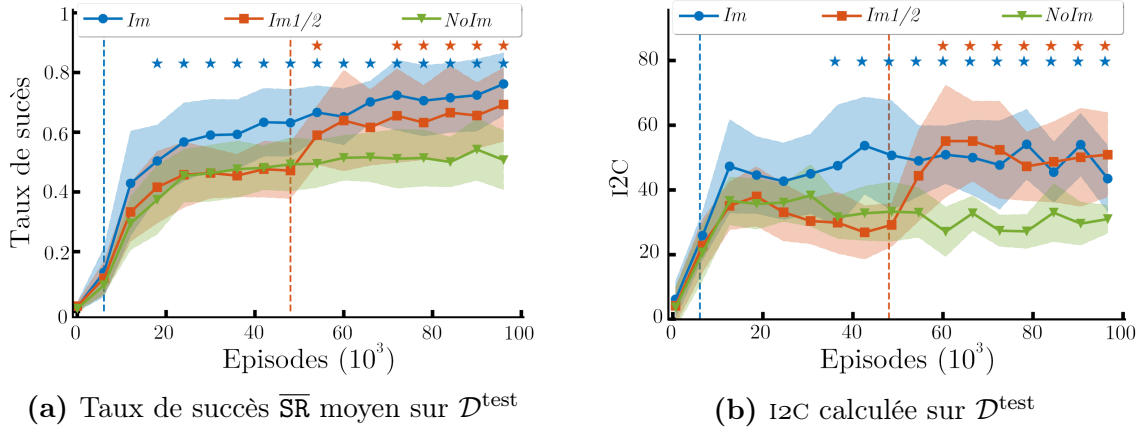 Im Im1/2 NoIm
1
0.8
0.6
0.4
0.2
0
Taux de succès
0 20 40 60 80 100
Episodes (10³)
(a) Taux de succès S̅R̅ moyen sur 𝒟test
Im Im1/2 NoIm
80
60
40
20
0
I2C
0 20 40 60 80 100
Episodes (10³)
(b) I2C calculée sur 𝒟test